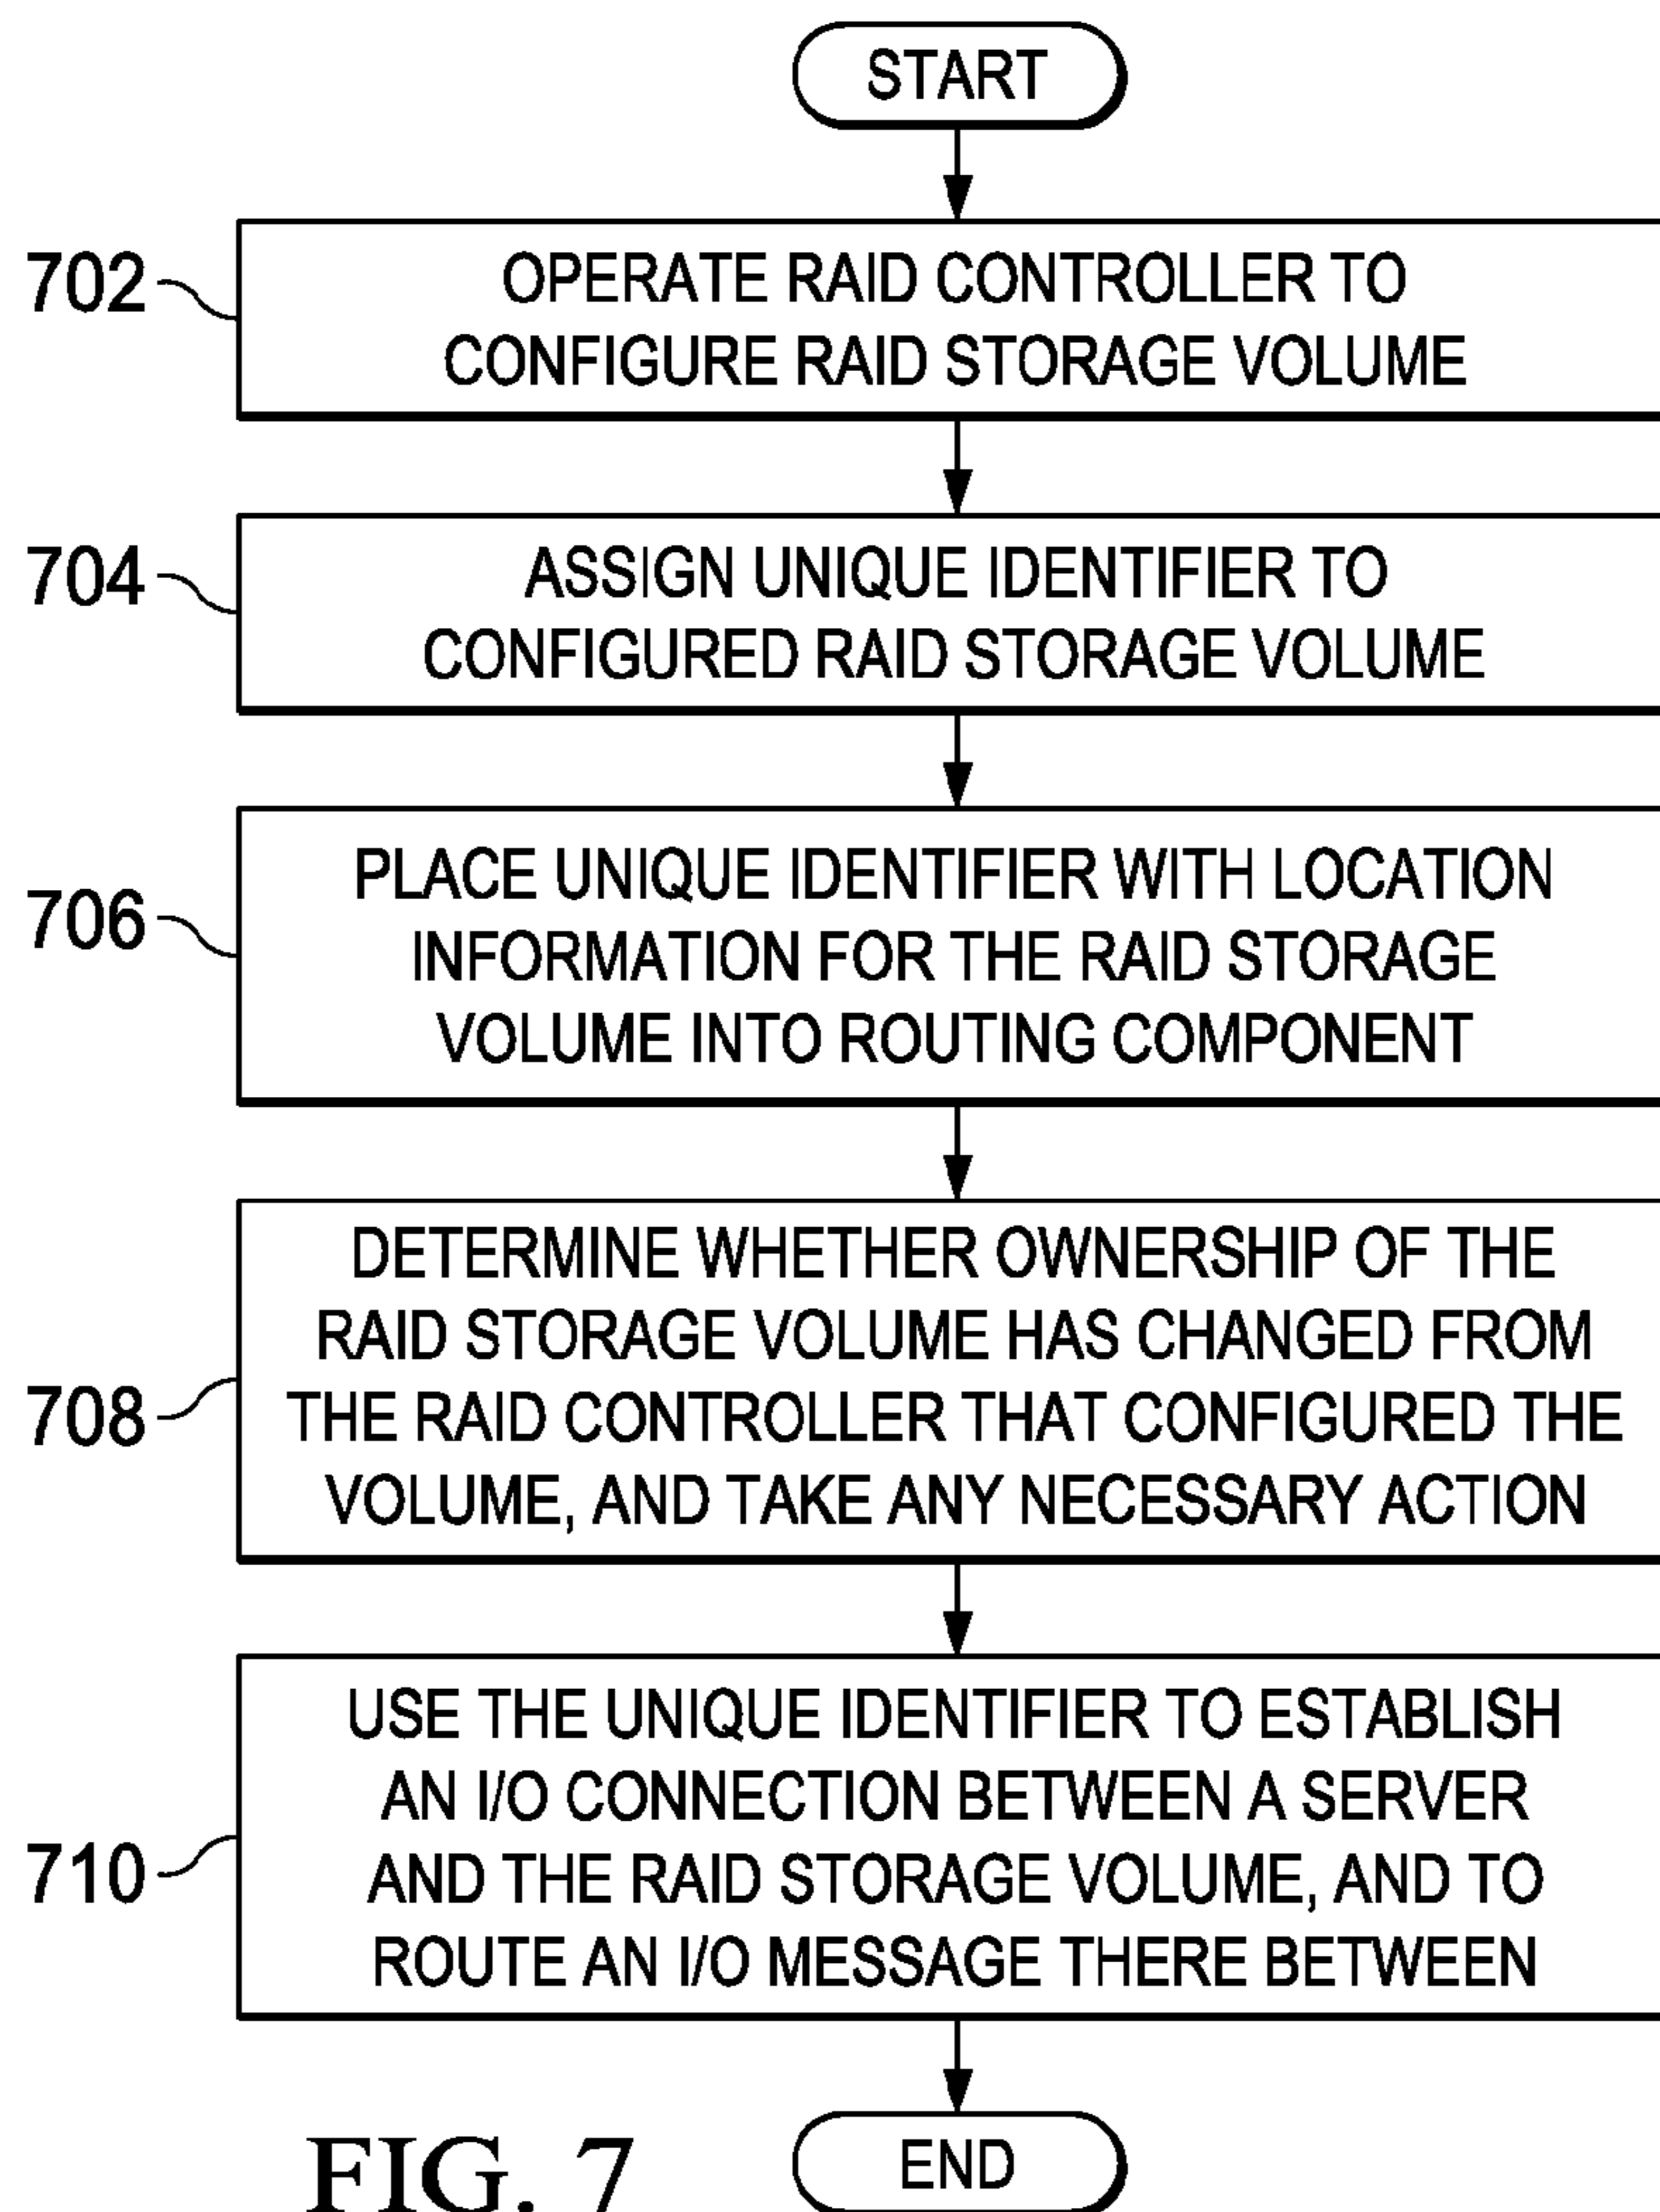 START
702
OPERATE RAID CONTROLLER TO
CONFIGURE RAID STORAGE VOLUME
704
ASSIGN UNIQUE IDENTIFIER TO
CONFIGURED RAID STORAGE VOLUME
706
PLACE UNIQUE IDENTIFIER WITH LOCATION
INFORMATION FOR THE RAID STORAGE
VOLUME INTO ROUTING COMPONENT
708
DETERMINE WHETHER OWNERSHIP OF THE
RAID STORAGE VOLUME HAS CHANGED FROM
THE RAID CONTROLLER THAT CONFIGURED THE
VOLUME, AND TAKE ANY NECESSARY ACTION
710
USE THE UNIQUE IDENTIFIER TO ESTABLISH
AN I/O CONNECTION BETWEEN A SERVER
AND THE RAID STORAGE VOLUME, AND TO
ROUTE AN I/O MESSAGE THERE BETWEEN
END
FIG. 7